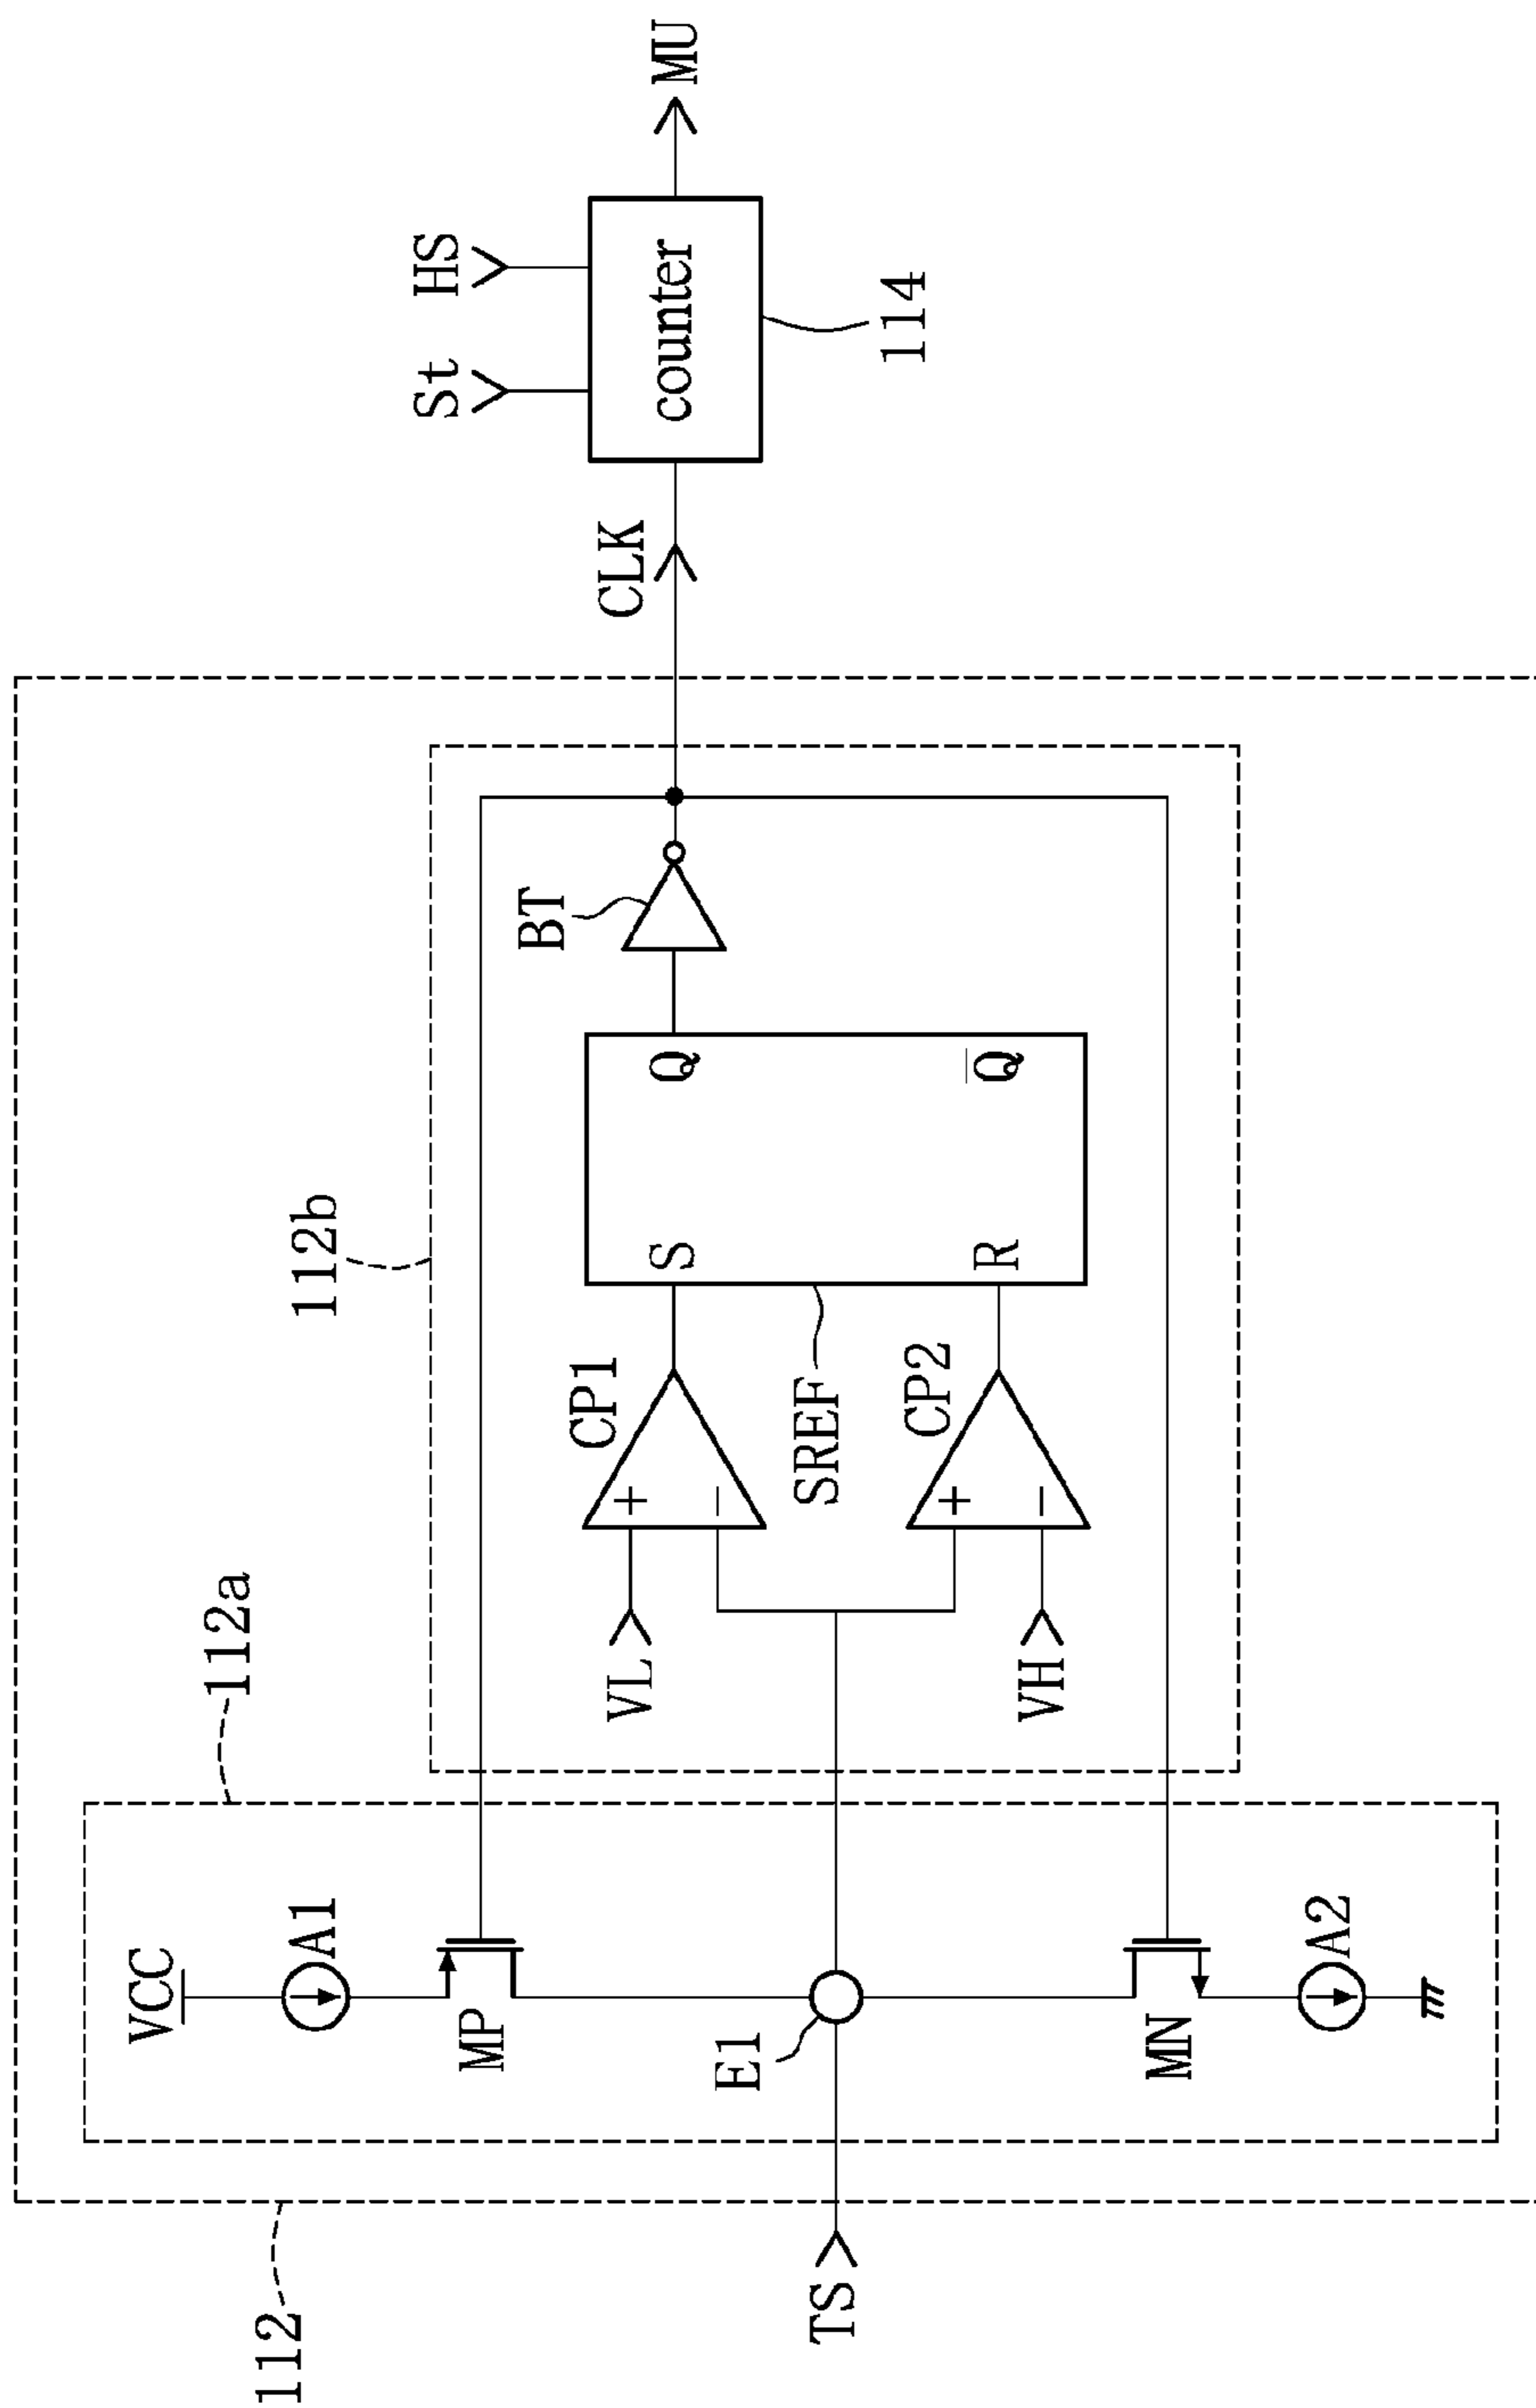 112
112a
112b
VCC
A1
MP
TS
E1
MN
A2
VL
VH
+
−
+
−
CP1
CP2
SREF
S
R
Q
Q̅
BT
CLK
St
HS
counter
114
MU